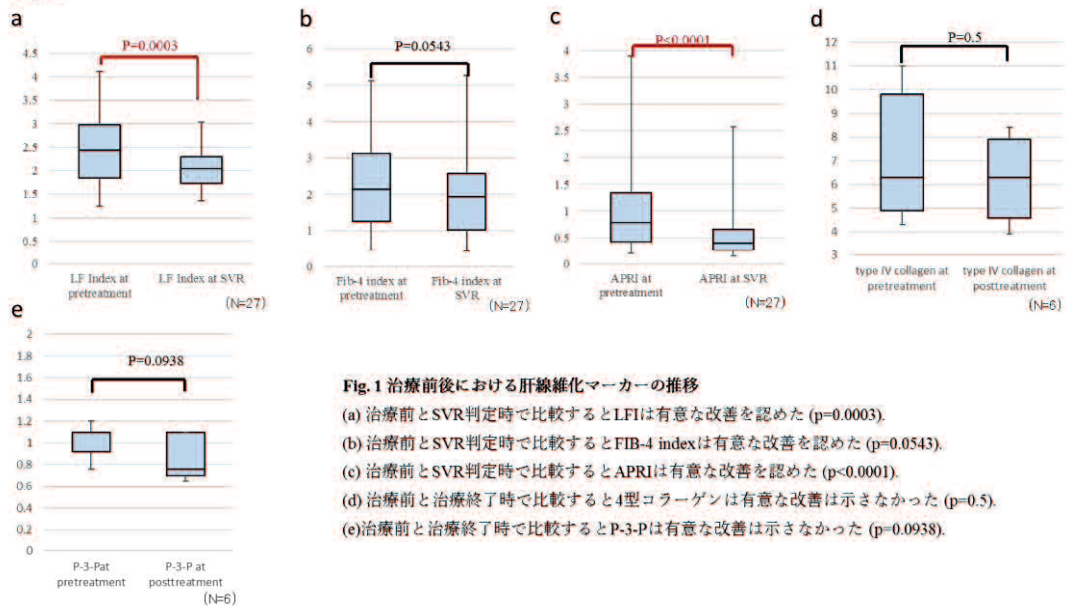 a
P=0.0003
4.5
4
3.5
3
2.5
2
1.5
1
0.5
0
LF Index at pretreatment
LF Index at SVR
(N=27)
b
P=0.0543
6
5
4
3
2
1
0
Fib-4 index at pretreatment
Fib-4 index at SVR
(N=27)
c
P<0.0001
4
3.5
3
2.5
2
1.5
1
0.5
0
APRI at pretreatment
APRI at SVR
(N=27)
d
P=0.5
12
11
10
9
8
7
6
5
4
3
type IV collagen at pretreatment
type IV collagen at posttreatment
(N=6)
e
P=0.0938
2
1.8
1.6
1.4
1.2
1
0.8
0.6
0.4
0.2
0
P-3-Pat pretreatment
P-3-P at posttreatment
(N=6)
Fig. 1 治療前後における肝線維化マーカーの推移
(a) 治療前とSVR判定時で比較するとLFIは有意な改善を認めた (p=0.0003).
(b) 治療前とSVR判定時で比較するとFIB-4 indexは有意な改善を認めた (p=0.0543).
(c) 治療前とSVR判定時で比較するとAPRIは有意な改善を認めた (p<0.0001).
(d) 治療前と治療終了時で比較すると4型コラーゲンは有意な改善は示さなかった (p=0.5).
(e)治療前と治療終了時で比較するとP-3-Pは有意な改善は示さなかった (p=0.0938).